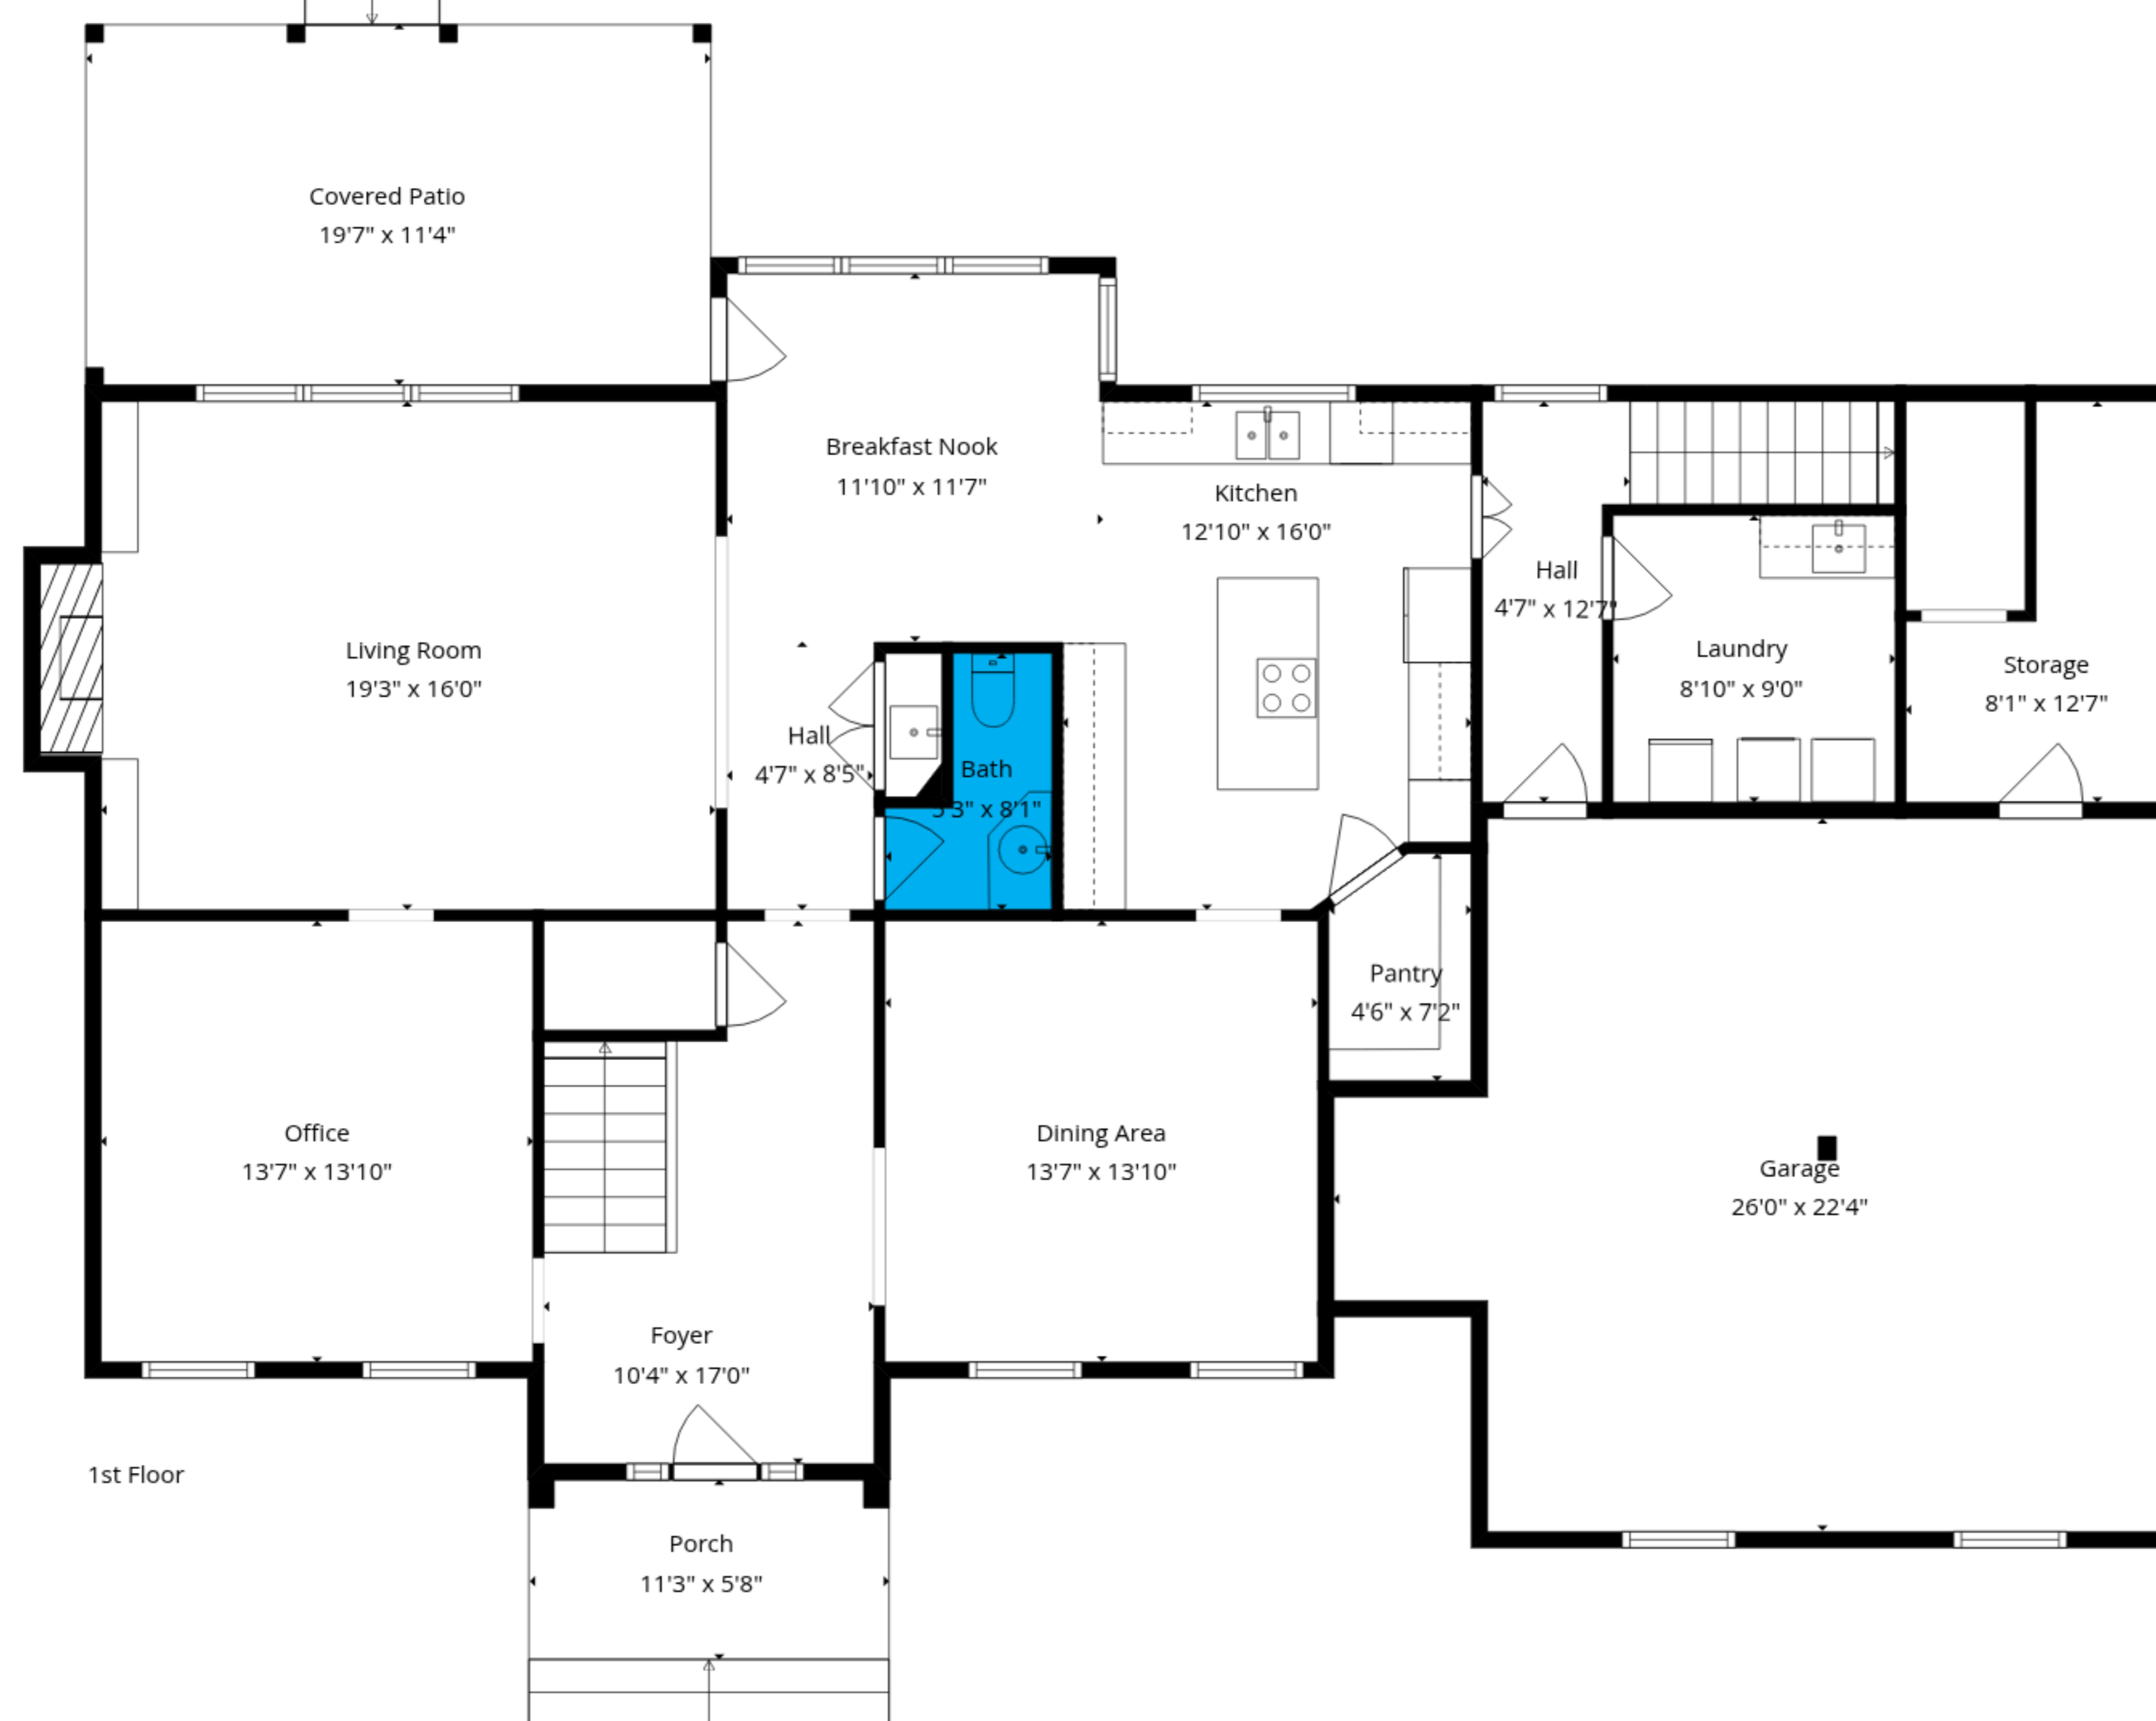 Covered Patio
19'7" x 11'4"
Breakfast Nook
11'10" x 11'7"
Kitchen
12'10" x 16'0"
Hall
4'7" x 12'7"
Laundry
8'10" x 9'0"
Storage
8'1" x 12'7"
Living Room
19'3" x 16'0"
Hall
4'7" x 8'5"
Bath
5'3" x 8'1"
Pantry
4'6" x 7'2"
Office
13'7" x 13'10"
Dining Area
13'7" x 13'10"
Garage
26'0" x 22'4"
Foyer
10'4" x 17'0"
1st Floor
Porch
11'3" x 5'8"